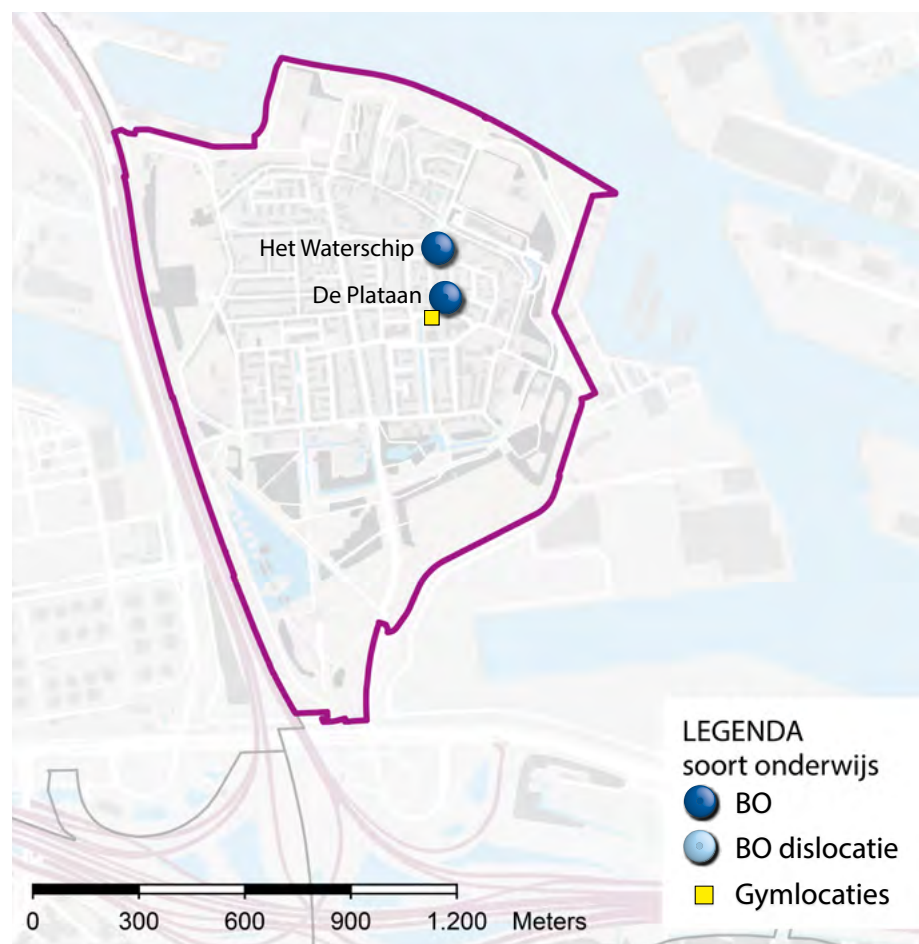 Het Waterschip
De Plataan
LEGENDA
soort onderwijs
BO
BO dislocatie
Gymlocaties
0 300 600 900 1.200 Meters